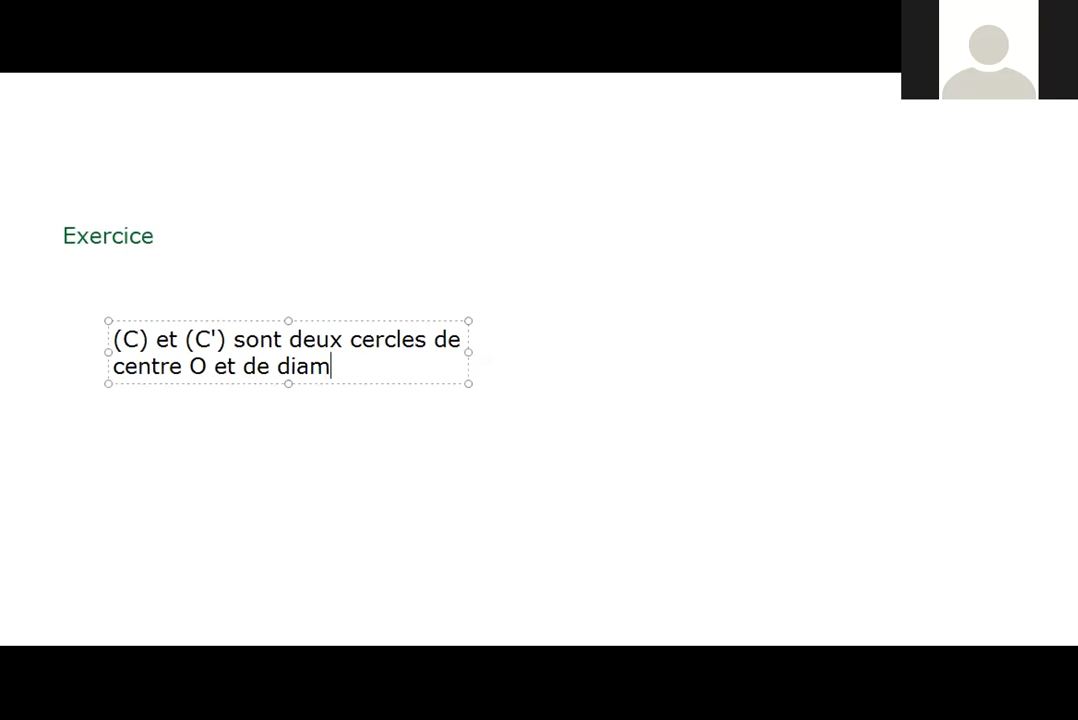 Exercice
(C) et (C') sont deux cercles de
centre O et de diam